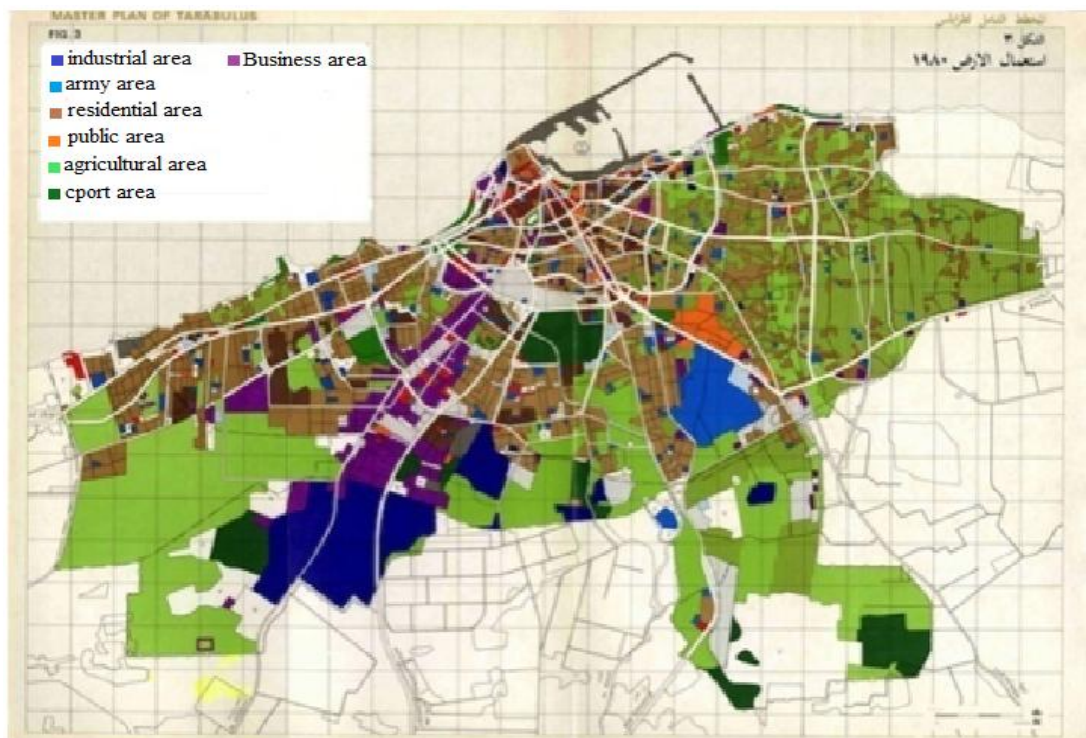 MASTER PLAN OF TARABULUS
المخطط الشامل لطرابلس
FIG. 3
الشكل ٣
استعمال الارض ١٩٨٠
industrial area
Business area
army area
residential area
public area
agricultural area
cport area